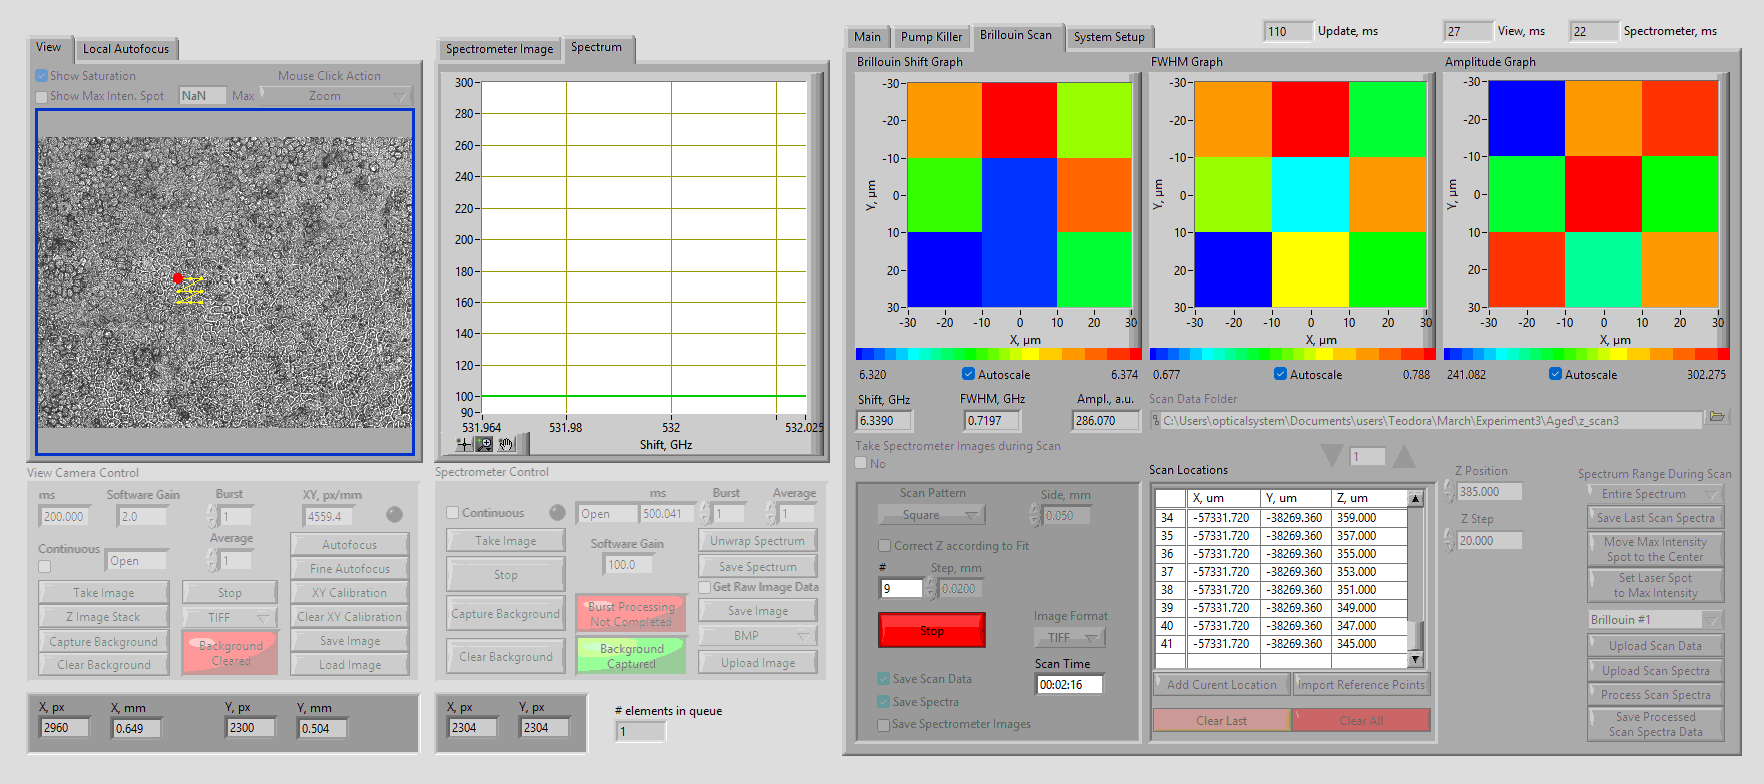 View
Local Autofocus
Show Saturation
Mouse Click Action
Show Max Inten. Spot
NaN
Max
Zoom
View Camera Control
ms
Software Gain
Burst
XY, px/mm
200.000
2.0
1
4559.4
Average
Continuous
Open
1
Autofocus
Fine Autofocus
Take Image
Stop
XY Calibration
Z Image Stack
TIFF
Clear XY Calibration
Capture Background
Background
Cleared
Save Image
Clear Background
Load Image
X, px
X, mm
Y, px
Y, mm
2960
0.649
2300
0.504
Spectrometer Image
Spectrum
300
280
260
240
220
200
180
160
140
120
100
90
531.964
531.98
532
532.025
Shift, GHz
Spectrometer Control
ms
Burst
Average
Continuous
Open
500.041
1
1
Take Image
Software Gain
Unwrap Spectrum
Stop
100.0
Save Spectrum
Get Raw Image Data
Capture Background
Burst Processing
Not Completed
Save Image
BMP
Clear Background
Background
Captured
Upload Image
X, px
Y, px
2304
2304
# elements in queue
1
110
Update, ms
27
View, ms
22
Spectrometer, ms
Main
Pump Killer
Brillouin Scan
System Setup
Brillouin Shift Graph
-30
-20
-10
0
10
20
30
Y, µm
-30
-20
-10
0
10
20
30
X, µm
6.320
Autoscale
6.374
FWHM Graph
-30
-20
-10
0
10
20
30
Y, µm
-30
-20
-10
0
10
20
30
X, µm
0.677
Autoscale
0.788
Amplitude Graph
-30
-20
-10
0
10
20
30
Y, µm
-30
-20
-10
0
10
20
30
X, µm
241.082
Autoscale
302.275
Shift, GHz
FWHM, GHz
Ampl., a.u.
Scan Data Folder
6.3390
0.7197
286.070
C:\Users\opticalsystem\Documents\users\Teodora\March\Experiment3\Aged\z_scan3
Take Spectrometer Images during Scan
No
1
Scan Pattern
Side, mm
Square
0.050
Correct Z according to Fit
#
Step, mm
9
0.0200
Stop
Image Format
TIFF
Scan Time
00:02:16
Save Scan Data
Save Spectra
Save Spectrometer Images
Scan Locations
X, um
Y, um
Z, um
34 -57331.720 -38269.360 359.000
35 -57331.720 -38269.360 357.000
36 -57331.720 -38269.360 355.000
37 -57331.720 -38269.360 353.000
38 -57331.720 -38269.360 351.000
39 -57331.720 -38269.360 349.000
40 -57331.720 -38269.360 347.000
41 -57331.720 -38269.360 345.000
Add Curent Location
Import Reference Points
Clear Last
Clear All
Z Position
385.000
Z Step
20.000
Spectrum Range During Scan
Entire Spectrum
Save Last Scan Spectra
Move Max Intensity
Spot to the Center
Set Laser Spot
to Max Intensity
Brillouin #1
Upload Scan Data
Upload Scan Spectra
Process Scan Spectra
Save Processed
Scan Spectra Data